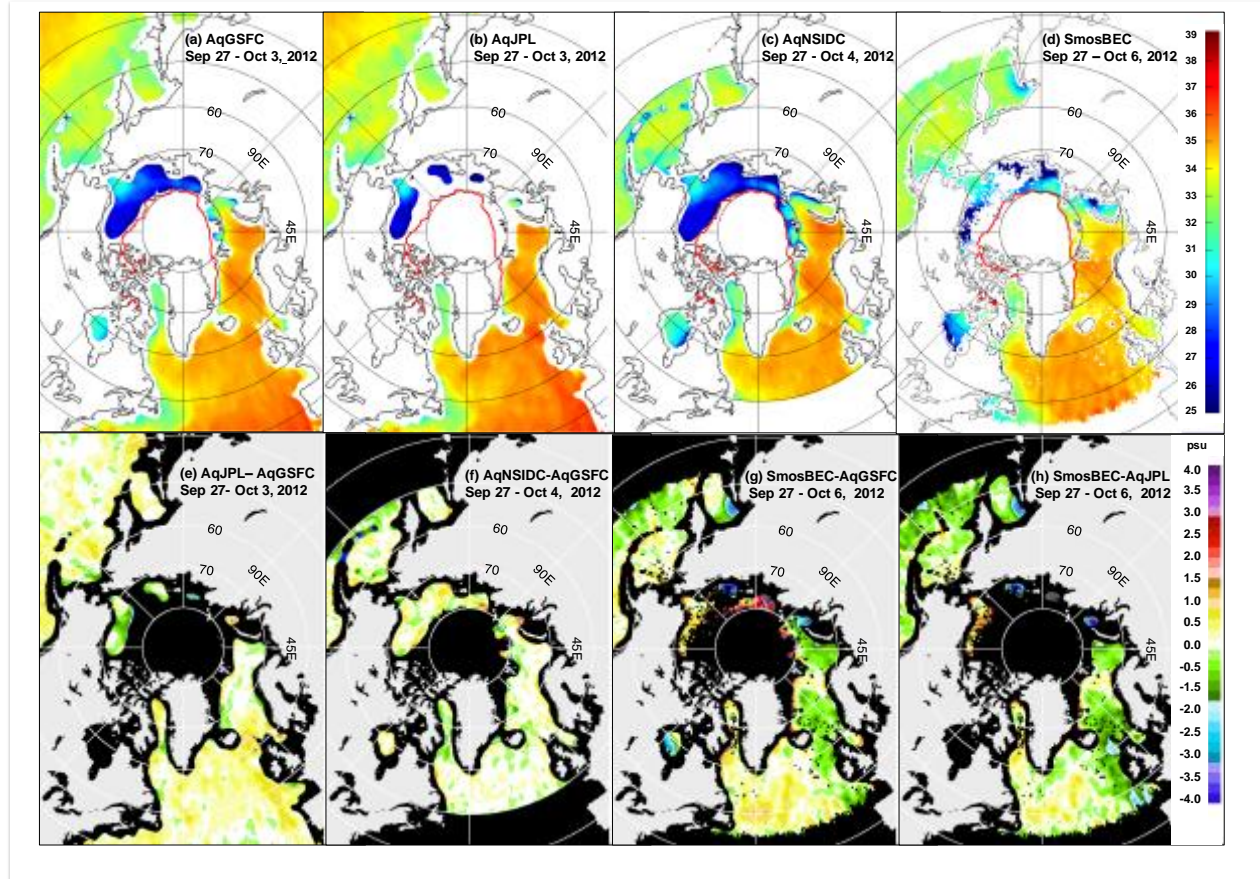 (a) AqGSFC
Sep 27 - Oct 3, 2012
60
70
90E
45E
(b) AqJPL
Sep 27 - Oct 3, 2012
60
70
90E
45E
(c) AqNSIDC
Sep 27 - Oct 4, 2012
60
70
90E
45E
(d) SmosBEC
Sep 27 – Oct 6, 2012
60
70
90E
45E
39
38
37
36
35
34
33
32
31
30
29
28
27
26
25
(e) AqJPL– AqGSFC
Sep 27- Oct 3, 2012
60
70
90E
45E
(f) AqNSIDC-AqGSFC
Sep 27 - Oct 4, 2012
60
70
90E
45E
(g) SmosBEC-AqGSFC
Sep 27 - Oct 6, 2012
60
70
90E
45E
(h) SmosBEC-AqJPL
Sep 27 - Oct 6, 2012
60
70
90E
45E
psu
4.0
3.5
3.0
2.5
2.0
1.5
1.0
0.5
0.0
-0.5
-1.5
-2.0
-2.5
-3.0
-3.5
-4.0